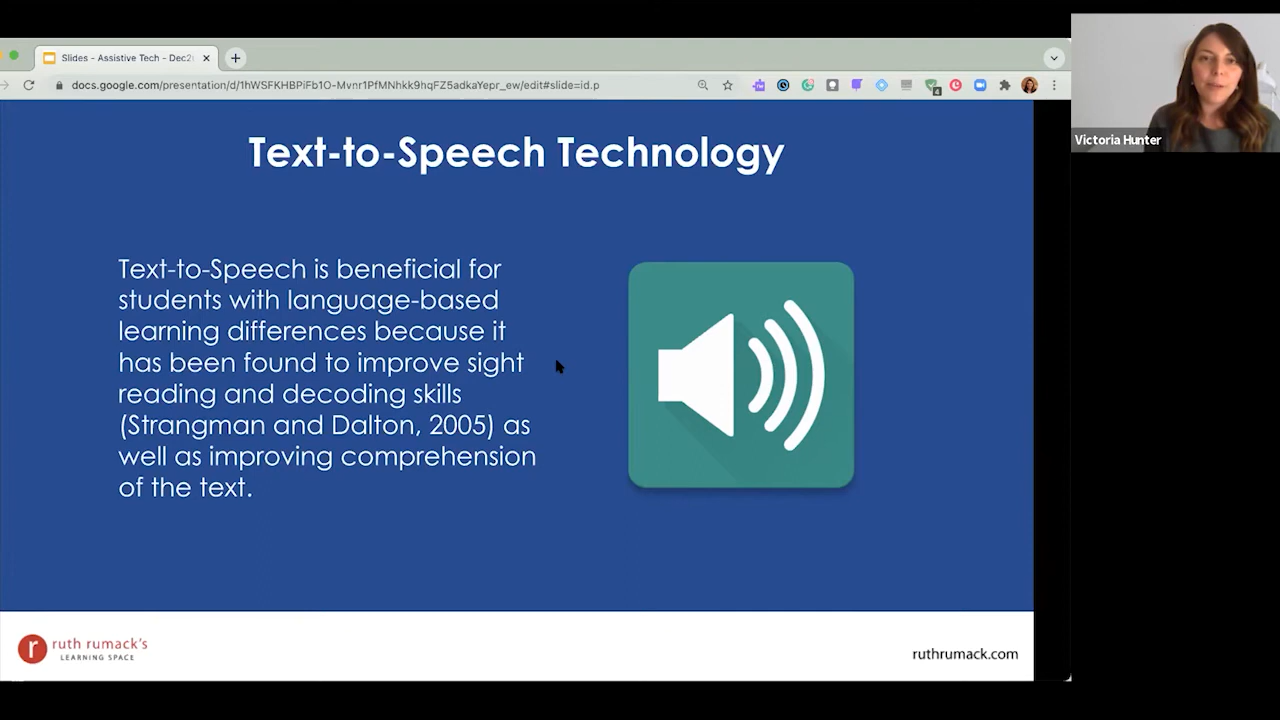 Slides - Assistive Tech - Dec2
docs.google.com/presentation/d/1hWSFKHBPiFb1O-Mvnr1PfMNhkk9hqFZ5adkaYepr_ew/edit#slide=id.p
4
Victoria Hunter
Text-to-Speech Technology
Text-to-Speech is beneficial for
students with language-based
learning differences because it
has been found to improve sight
reading and decoding skills
(Strangman and Dalton, 2005) as
well as improving comprehension
of the text.
r ruth rumack's
LEARNING SPACE
ruthrumack.com